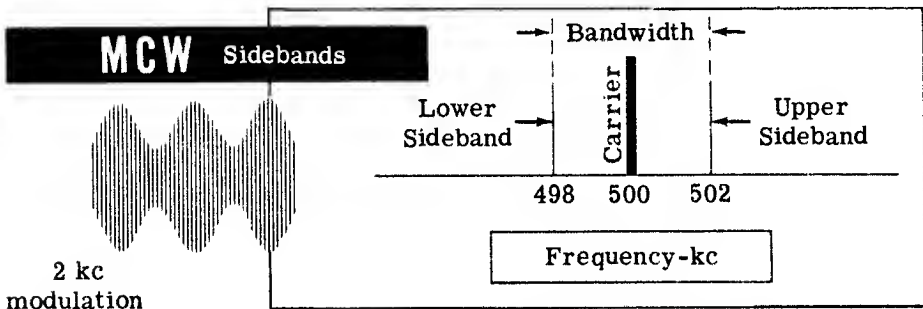 MCW Sidebands
Bandwidth
Lower
Sideband
Carrier
Upper
Sideband
498 500 502
Frequency-kc
2 kc
modulation